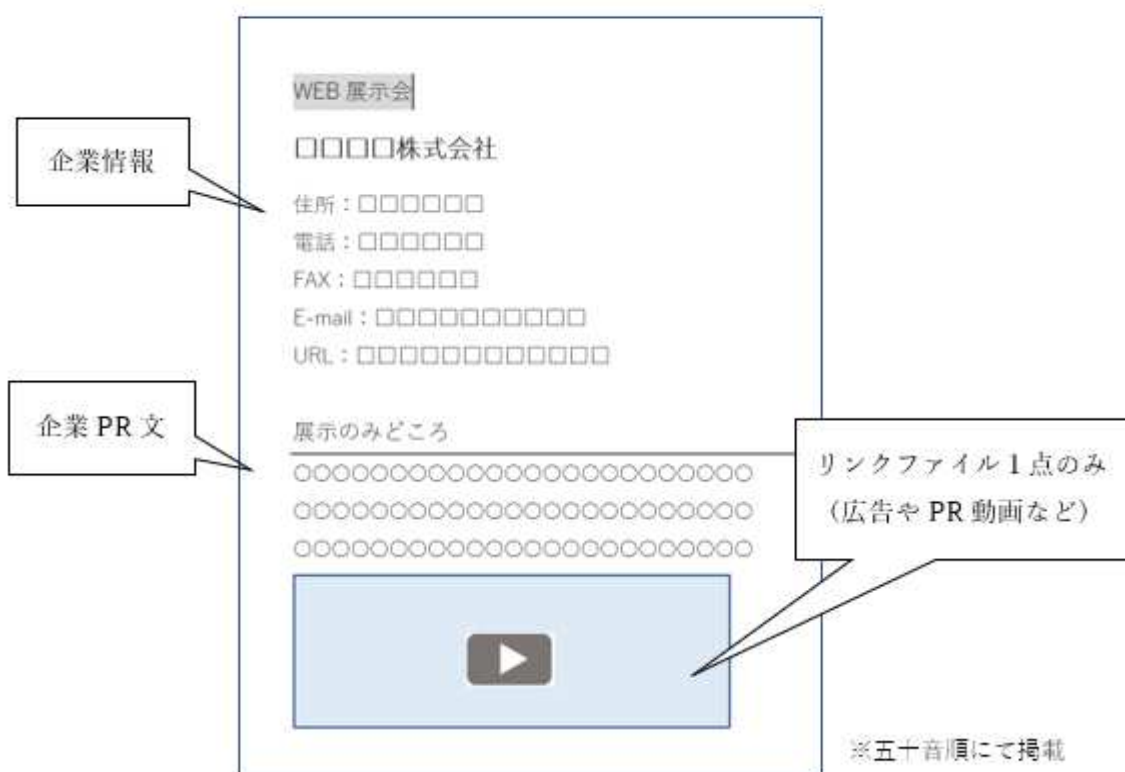 WEB 展示会
□□□□株式会社
企業情報
住所：□□□□□□
電話：□□□□□□
FAX：□□□□□□
E-mail：□□□□□□□□□□
URL：□□□□□□□□□□□□
企業 PR 文
展示のみどころ
○○○○○○○○○○○○○○○○○○○○○○○○
○○○○○○○○○○○○○○○○○○○○○○○○
○○○○○○○○○○○○○○○○○○○○○○○○
リンクファイル 1 点のみ
（広告や PR 動画など）
※五十音順にて掲載